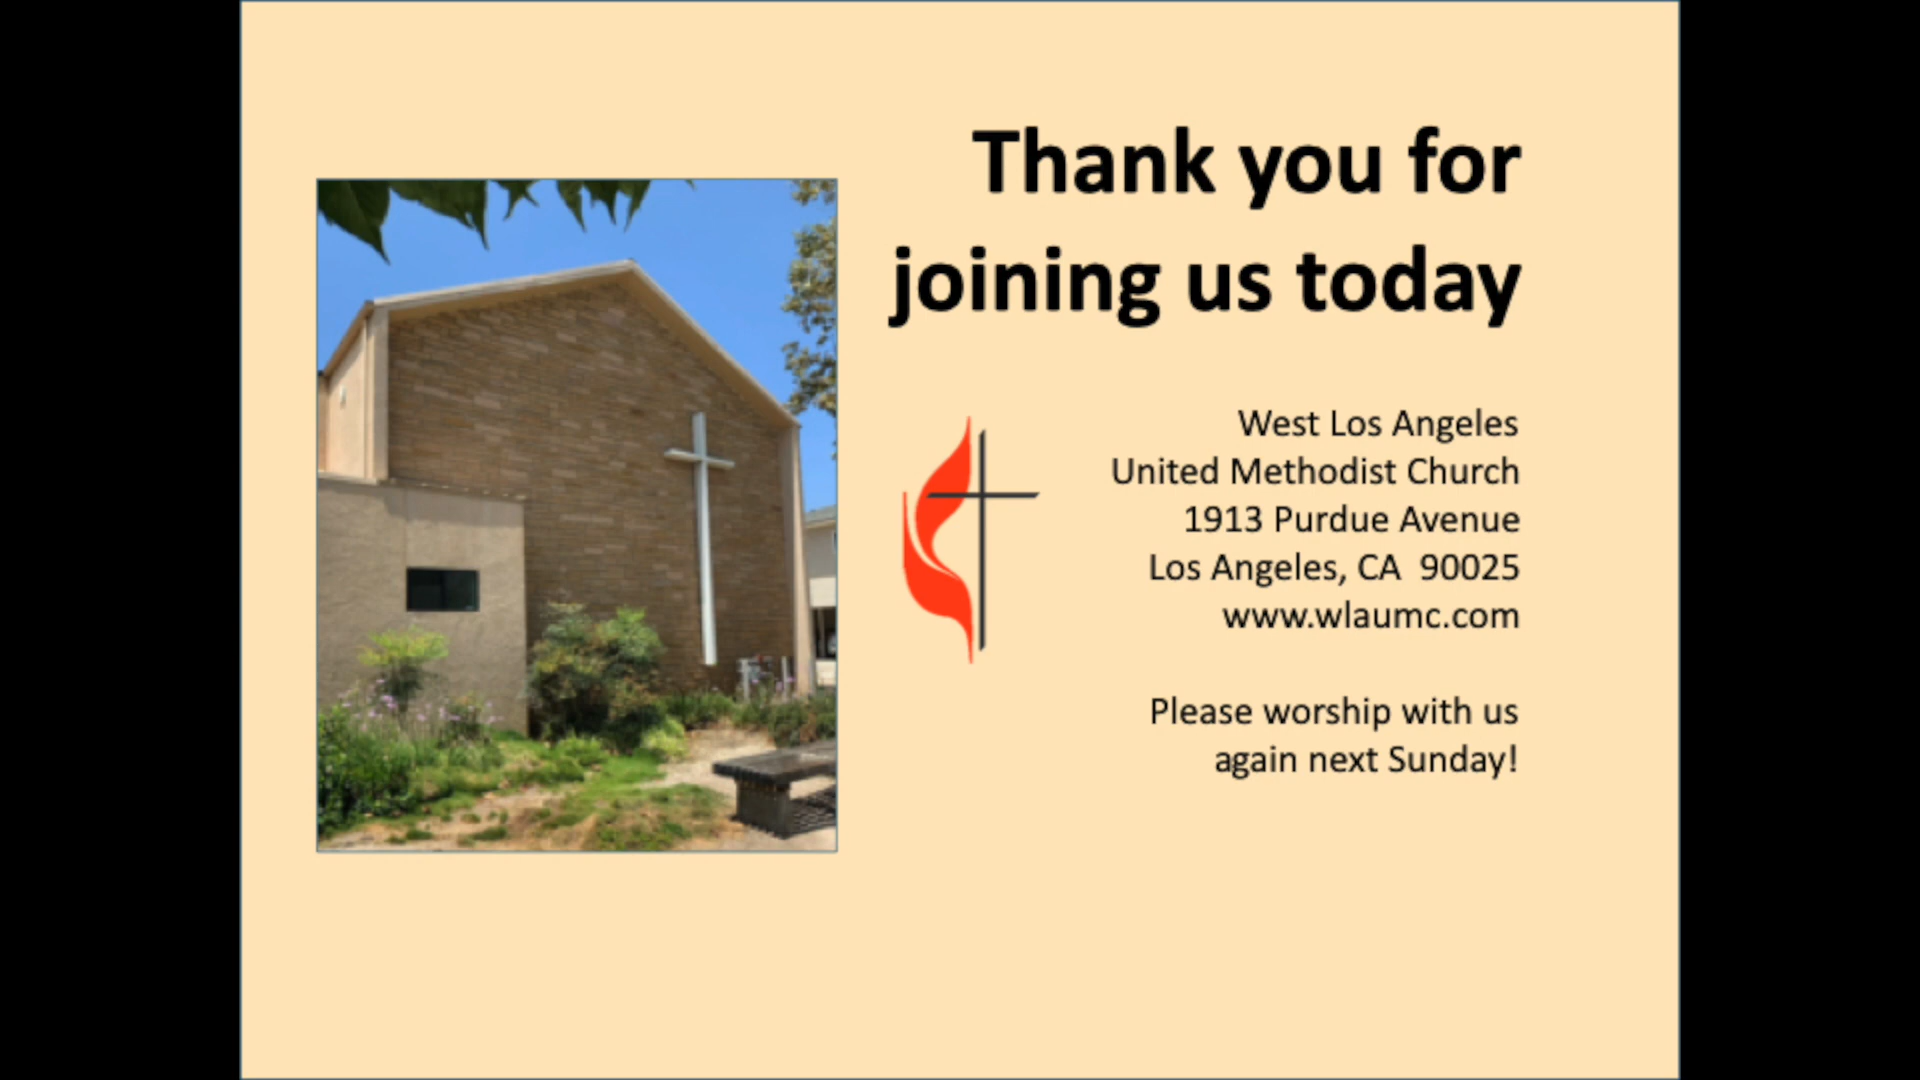 Thank you for
joining us today
West Los Angeles
United Methodist Church
1913 Purdue Avenue
Los Angeles, CA  90025
www.wlaumc.com
Please worship with us
again next Sunday!